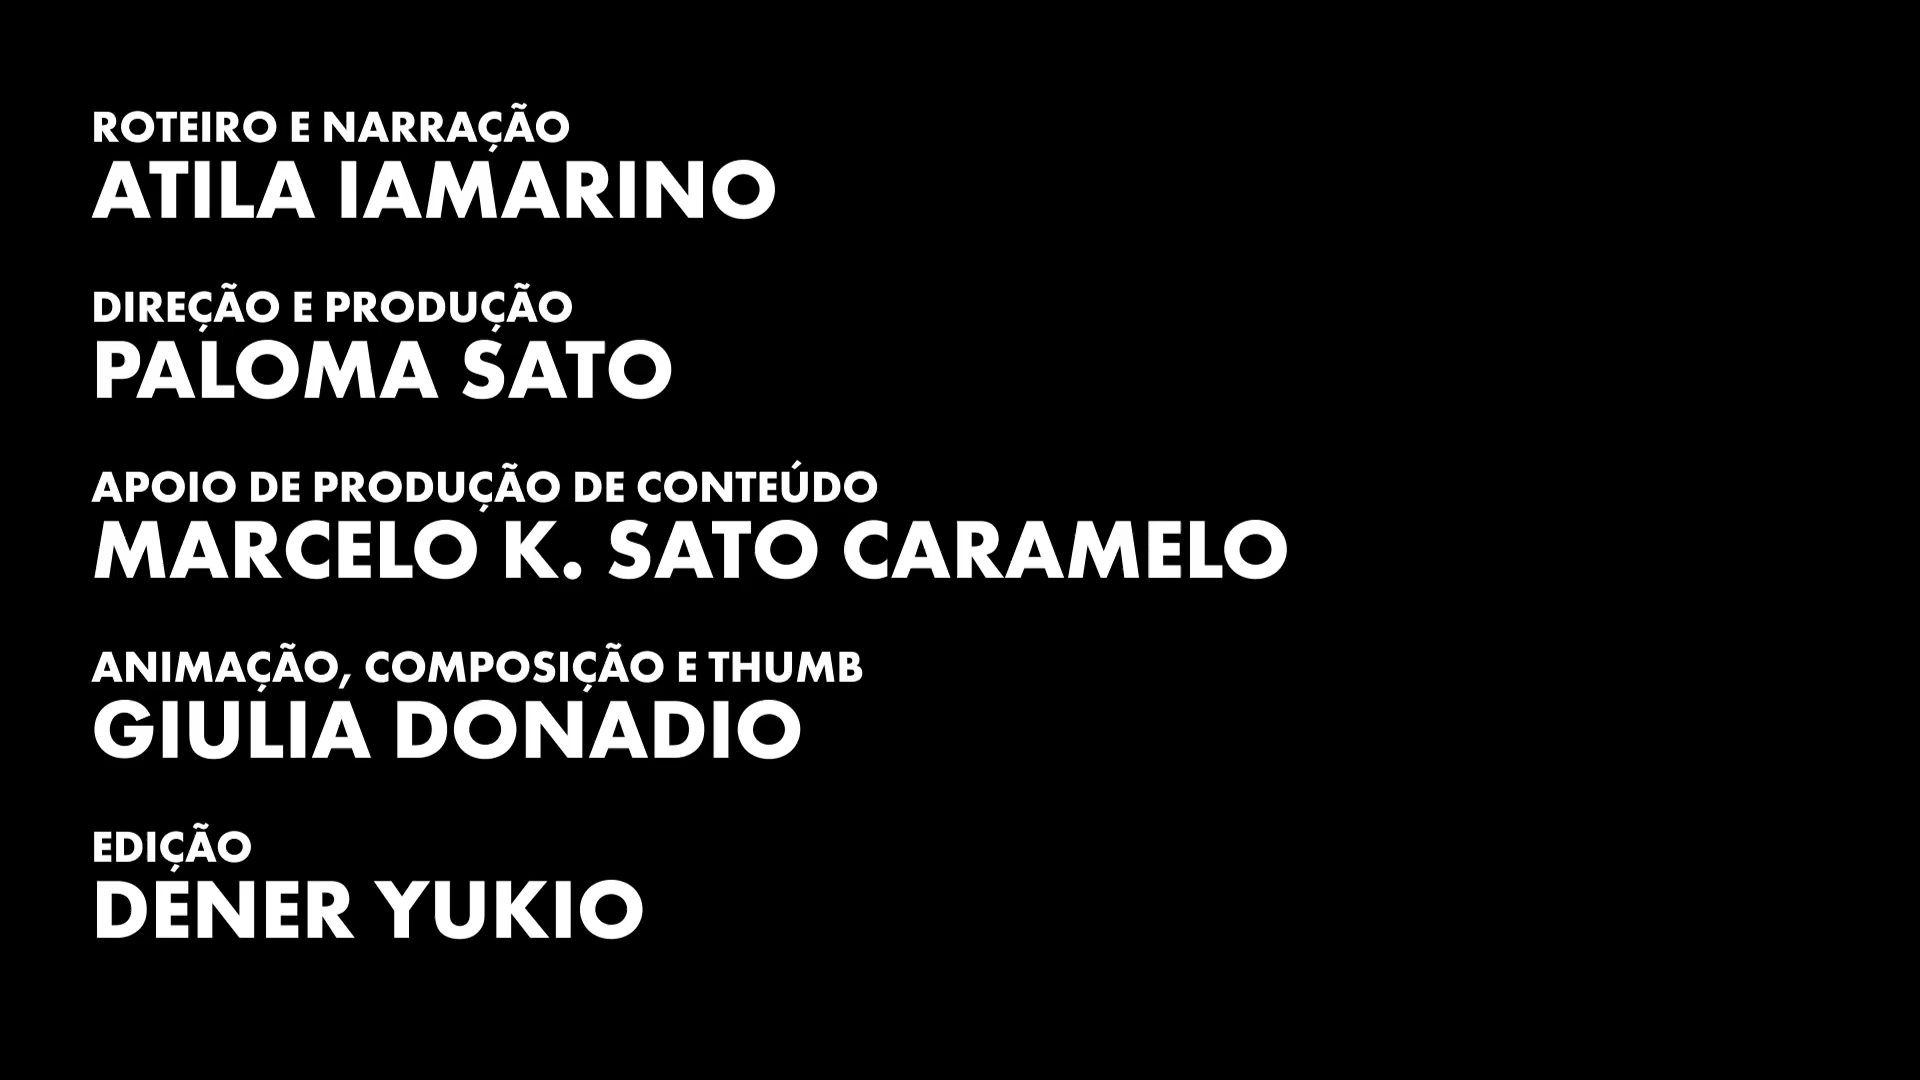 ROTEIRO E NARRAÇÃO
ATILA IAMARINO
DIREÇÃO E PRODUÇÃO
PALOMA SATO
APOIO DE PRODUÇÃO DE CONTEÚDO
MARCELO K. SATO CARAMELO
ANIMAÇÃO, COMPOSIÇÃO E THUMB
GIULIA DONADIO
EDIÇÃO
DENER YUKIO